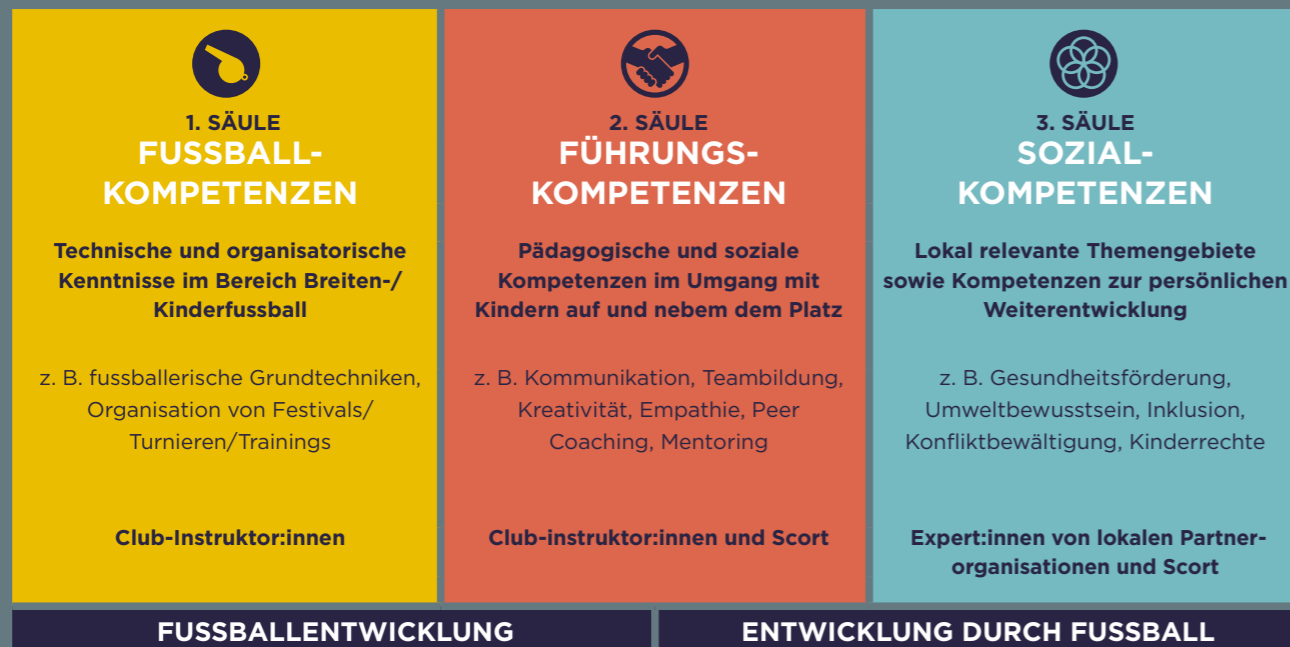 1. SÄULE
FUSSBALL-
KOMPETENZEN
Technische und organisatorische
Kenntnisse im Bereich Breiten-/
Kinderfussball
z. B. fussballerische Grundtechniken,
Organisation von Festivals/
Turnieren/Trainings
Club-Instruktor:innen
2. SÄULE
FÜHRUNGS-
KOMPETENZEN
Pädagogische und soziale
Kompetenzen im Umgang mit
Kindern auf und nebem dem Platz
z. B. Kommunikation, Teambildung,
Kreativität, Empathie, Peer
Coaching, Mentoring
Club-instruktor:innen und Scort
3. SÄULE
SOZIAL-
KOMPETENZEN
Lokal relevante Themengebiete
sowie Kompetenzen zur persönlichen
Weiterentwicklung
z. B. Gesundheitsförderung,
Umweltbewusstsein, Inklusion,
Konfliktbewältigung, Kinderrechte
Expert:innen von lokalen Partner-
organisationen und Scort
FUSSBALLENTWICKLUNG
ENTWICKLUNG DURCH FUSSBALL